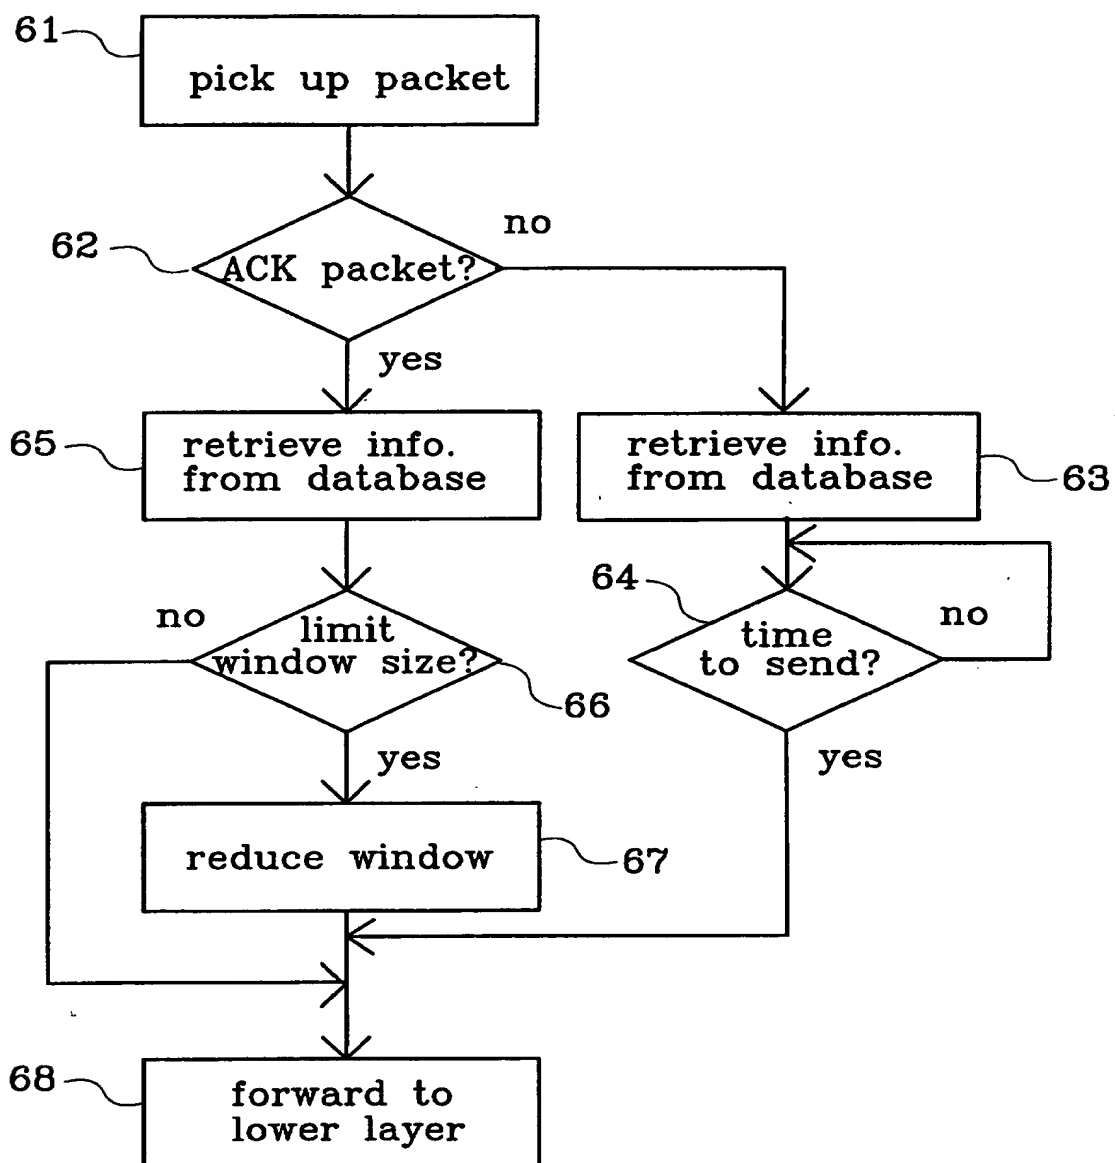 61
pick up packet
62
ACK packet?
no
yes
65
retrieve info.
from database
retrieve info.
from database
63
no
limit
window size?
66
64
time
to send?
no
yes
yes
reduce window
67
68
forward to
lower layer